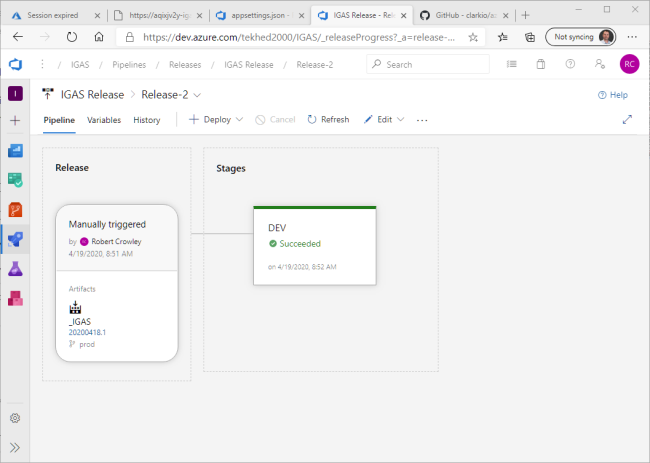 Session expired
https://aqixjv2y-ig
appsettings.json -
IGAS Release - Rel
GitHub - clarkio/a
https://dev.azure.com/tekhed2000/IGAS/_releaseProgress?_a=release-...
Not syncing
/ IGAS / Pipelines / Releases / IGAS Release / Release-2
Search
RC
I
IGAS Release > Release-2
Help
Pipeline Variables History
Deploy Cancel Refresh Edit
Release
Stages
Manually triggered
by Robert Crowley
4/19/2020, 8:51 AM
Artifacts
_IGAS
20200418.1
prod
DEV
Succeeded
on 4/19/2020, 8:52 AM